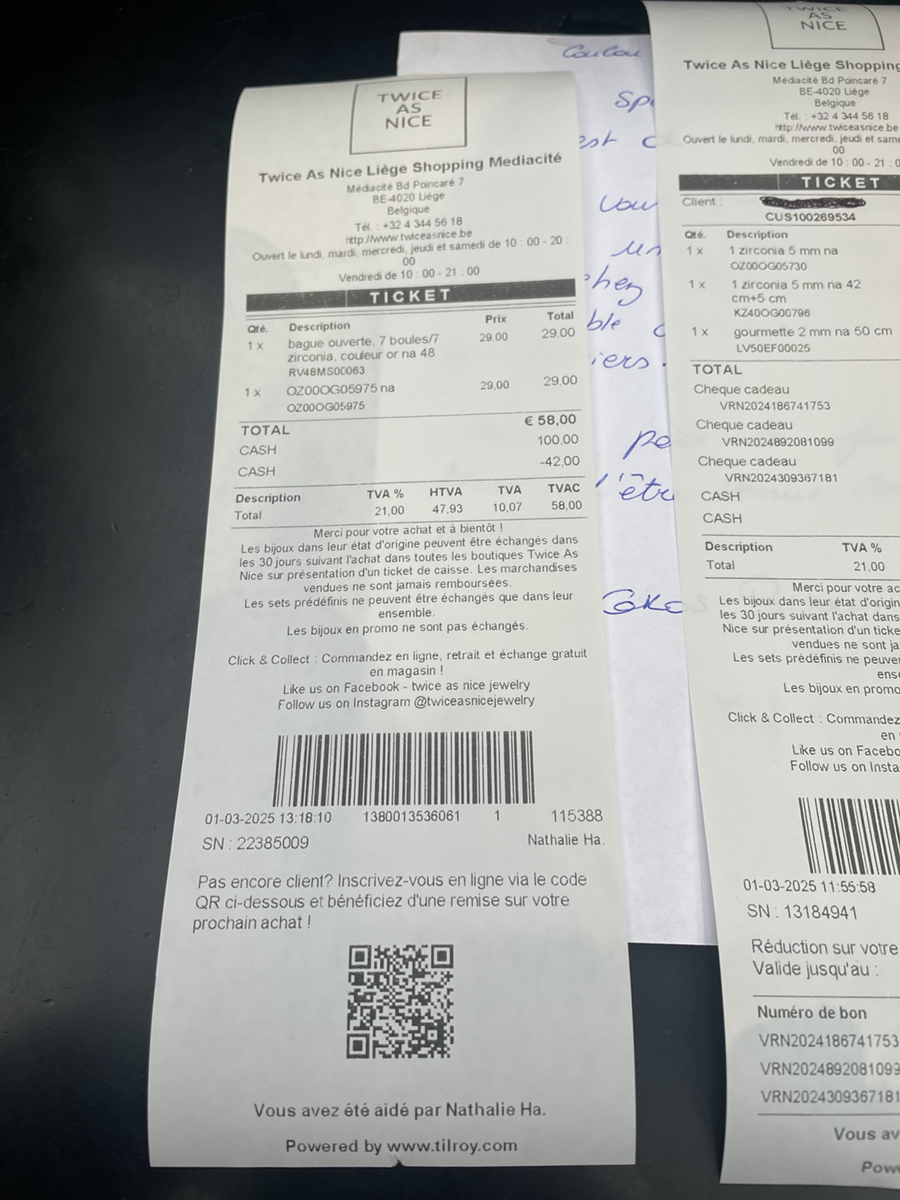 TWICE
AS
NICE
Twice As Nice Liège Shopping Mediacité
Médiacité Bd Poincaré 7
BE-4020 Liège
Belgique
Tél. : +32 4 344 56 18
http://www.twiceasnice.be
Ouvert le lundi, mardi, mercredi, jeudi et samedi de 10 : 00 - 20 :
00
Vendredi de 10 : 00 - 21 : 00
TICKET
Qté. Description Prix Total
1 x bague ouverte, 7 boules/7 29,00 29,00
zirconia, couleur or na 48
RV48MS00063
1 x OZ00OG05975 na 29,00 29,00
OZ00OG05975
TOTAL € 58,00
CASH 100,00
CASH -42,00
Description TVA % HTVA TVA TVAC
Total 21,00 47,93 10,07 58,00
Merci pour votre achat et à bientôt !
Les bijoux dans leur état d'origine peuvent être échangés dans
les 30 jours suivant l'achat dans toutes les boutiques Twice As
Nice sur présentation d'un ticket de caisse. Les marchandises
vendues ne sont jamais remboursées.
Les sets prédéfinis ne peuvent être échangés que dans leur
ensemble.
Les bijoux en promo ne sont pas échangés.
Click & Collect : Commandez en ligne, retrait et échange gratuit
en magasin !
Like us on Facebook - twice as nice jewelry
Follow us on Instagram @twiceasnicejewelry
01-03-2025 13:18:10 1380013536061 1 115388
SN : 22385009 Nathalie Ha.
Pas encore client? Inscrivez-vous en ligne via le code
QR ci-dessous et bénéficiez d'une remise sur votre
prochain achat !
Vous avez été aidé par Nathalie Ha.
Powered by www.tilroy.com
Coucou
TWICE
AS
NICE
Twice As Nice Liège Shopping
Médiacité Bd Poincaré 7
BE-4020 Liège
Belgique
Tél. : +32 4 344 56 18
http://www.twiceasnice.be
Ouvert le lundi, mardi, mercredi, jeudi et same
00
Vendredi de 10 : 00 - 21 : 0
TICKET
Client :
CUS100269534
Qté. Description
1 x 1 zirconia 5 mm na
OZ00OG05730
1 x 1 zirconia 5 mm na 42
cm+5 cm
KZ40OG00796
1 x gourmette 2 mm na 50 cm
LV50EF00025
TOTAL
Cheque cadeau
VRN2024186741753
Cheque cadeau
VRN2024892081099
Cheque cadeau
VRN2024309367181
CASH
CASH
Description TVA %
Total 21,00
Merci pour votre ac
Les bijoux dans leur état d'origin
les 30 jours suivant l'achat dans
Nice sur présentation d'un ticke
vendues ne sont ja
Les sets prédéfinis ne peuve
ense
Les bijoux en promo
Click & Collect : Commandez
en
Like us on Facebo
Follow us on Insta
01-03-2025 11:55:58
SN : 13184941
Réduction sur votre
Valide jusqu'au :
Numéro de bon
VRN2024186741753
VRN2024892081099
VRN2024309367181
Vous av
Powe